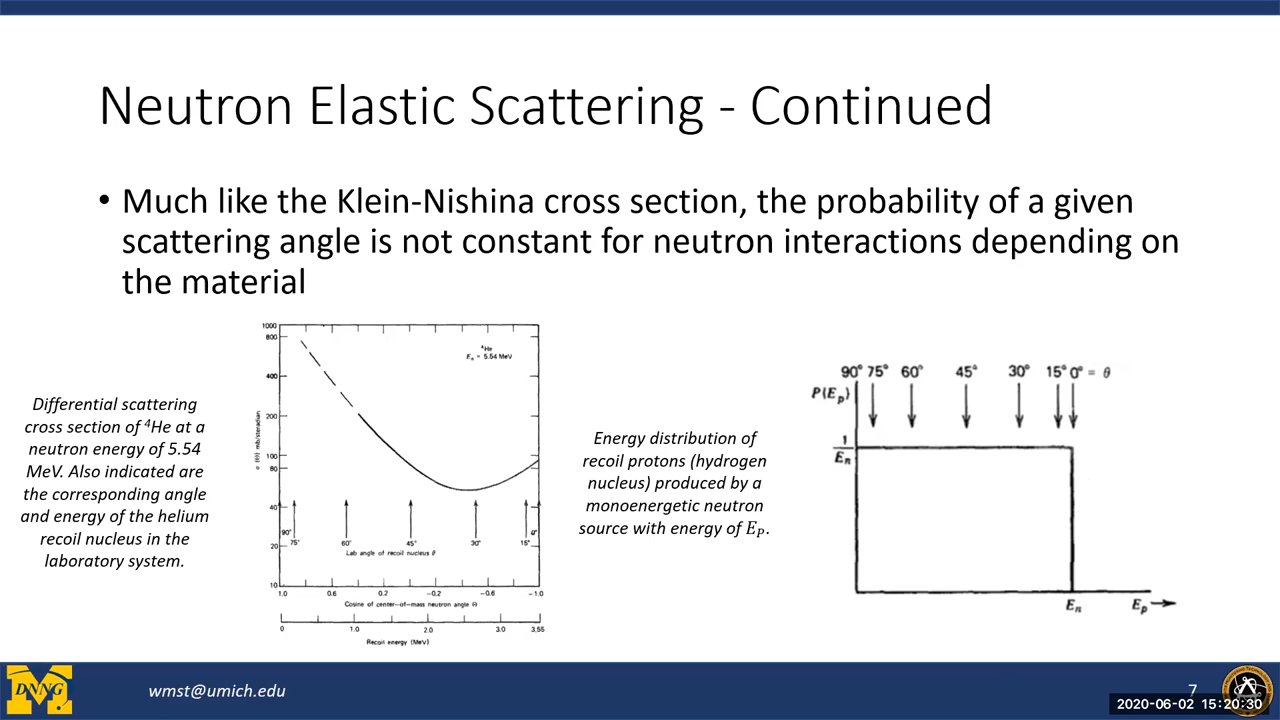 Neutron Elastic Scattering - Continued
• Much like the Klein-Nishina cross section, the probability of a given
scattering angle is not constant for neutron interactions depending on
the material
Differential scattering
cross section of ⁴He at a
neutron energy of 5.54
MeV. Also indicated are
the corresponding angle
and energy of the helium
recoil nucleus in the
laboratory system.
1000
800
400
200
100
80
40
20
10
σ (θ) mb/steradian
⁴He
Eₙ = 5.54 MeV
90° 75° 60° 45° 30° 15° 0°
Lab angle of recoil nucleus θ
1.0 0.6 0.2 −0.2 −0.6 −1.0
Cosine of center-of-mass neutron angle Θ
0 1.0 2.0 3.0 3.55
Recoil energy (MeV)
Energy distribution of
recoil protons (hydrogen
nucleus) produced by a
monoenergetic neutron
source with energy of E_P.
90° 75° 60° 45° 30° 15° 0° = θ
P(E_p)
1
Eₙ
Eₙ E_p
DNNG
wmst@umich.edu
7
2020-06-02 15:20:30